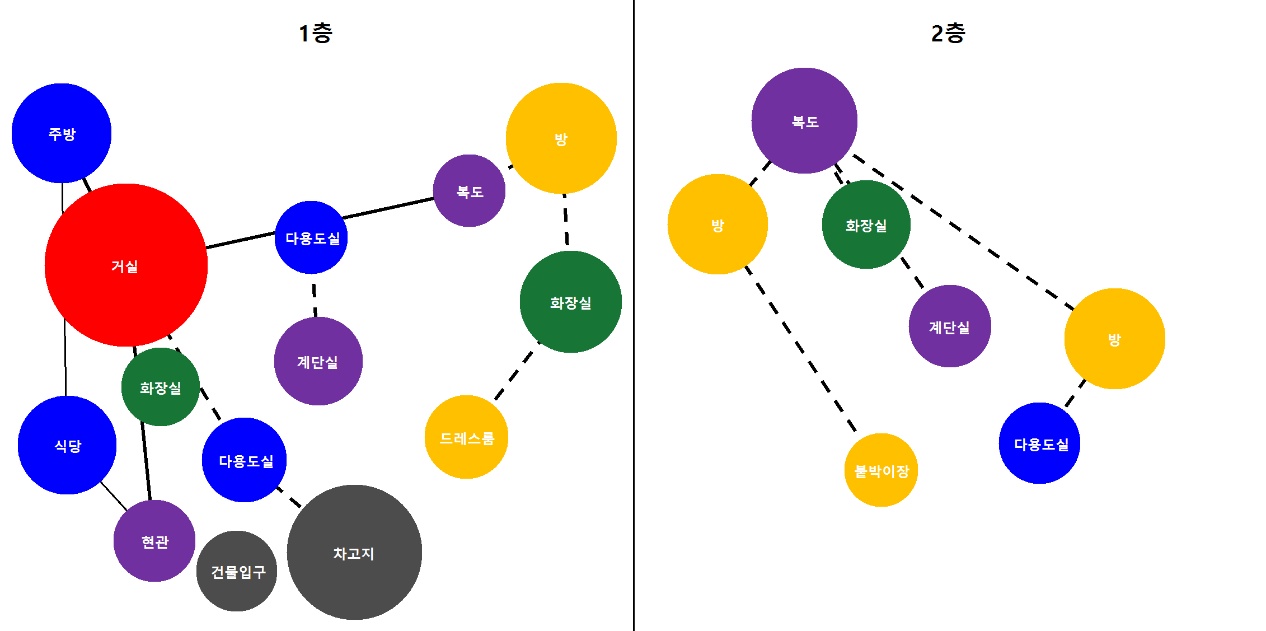 1층
주방
방
복도
다용도실
거실
화장실
계단실
화장실
드레스룸
식당
다용도실
현관
건물입구
차고지
2층
복도
방
화장실
계단실
방
다용도실
붙박이장